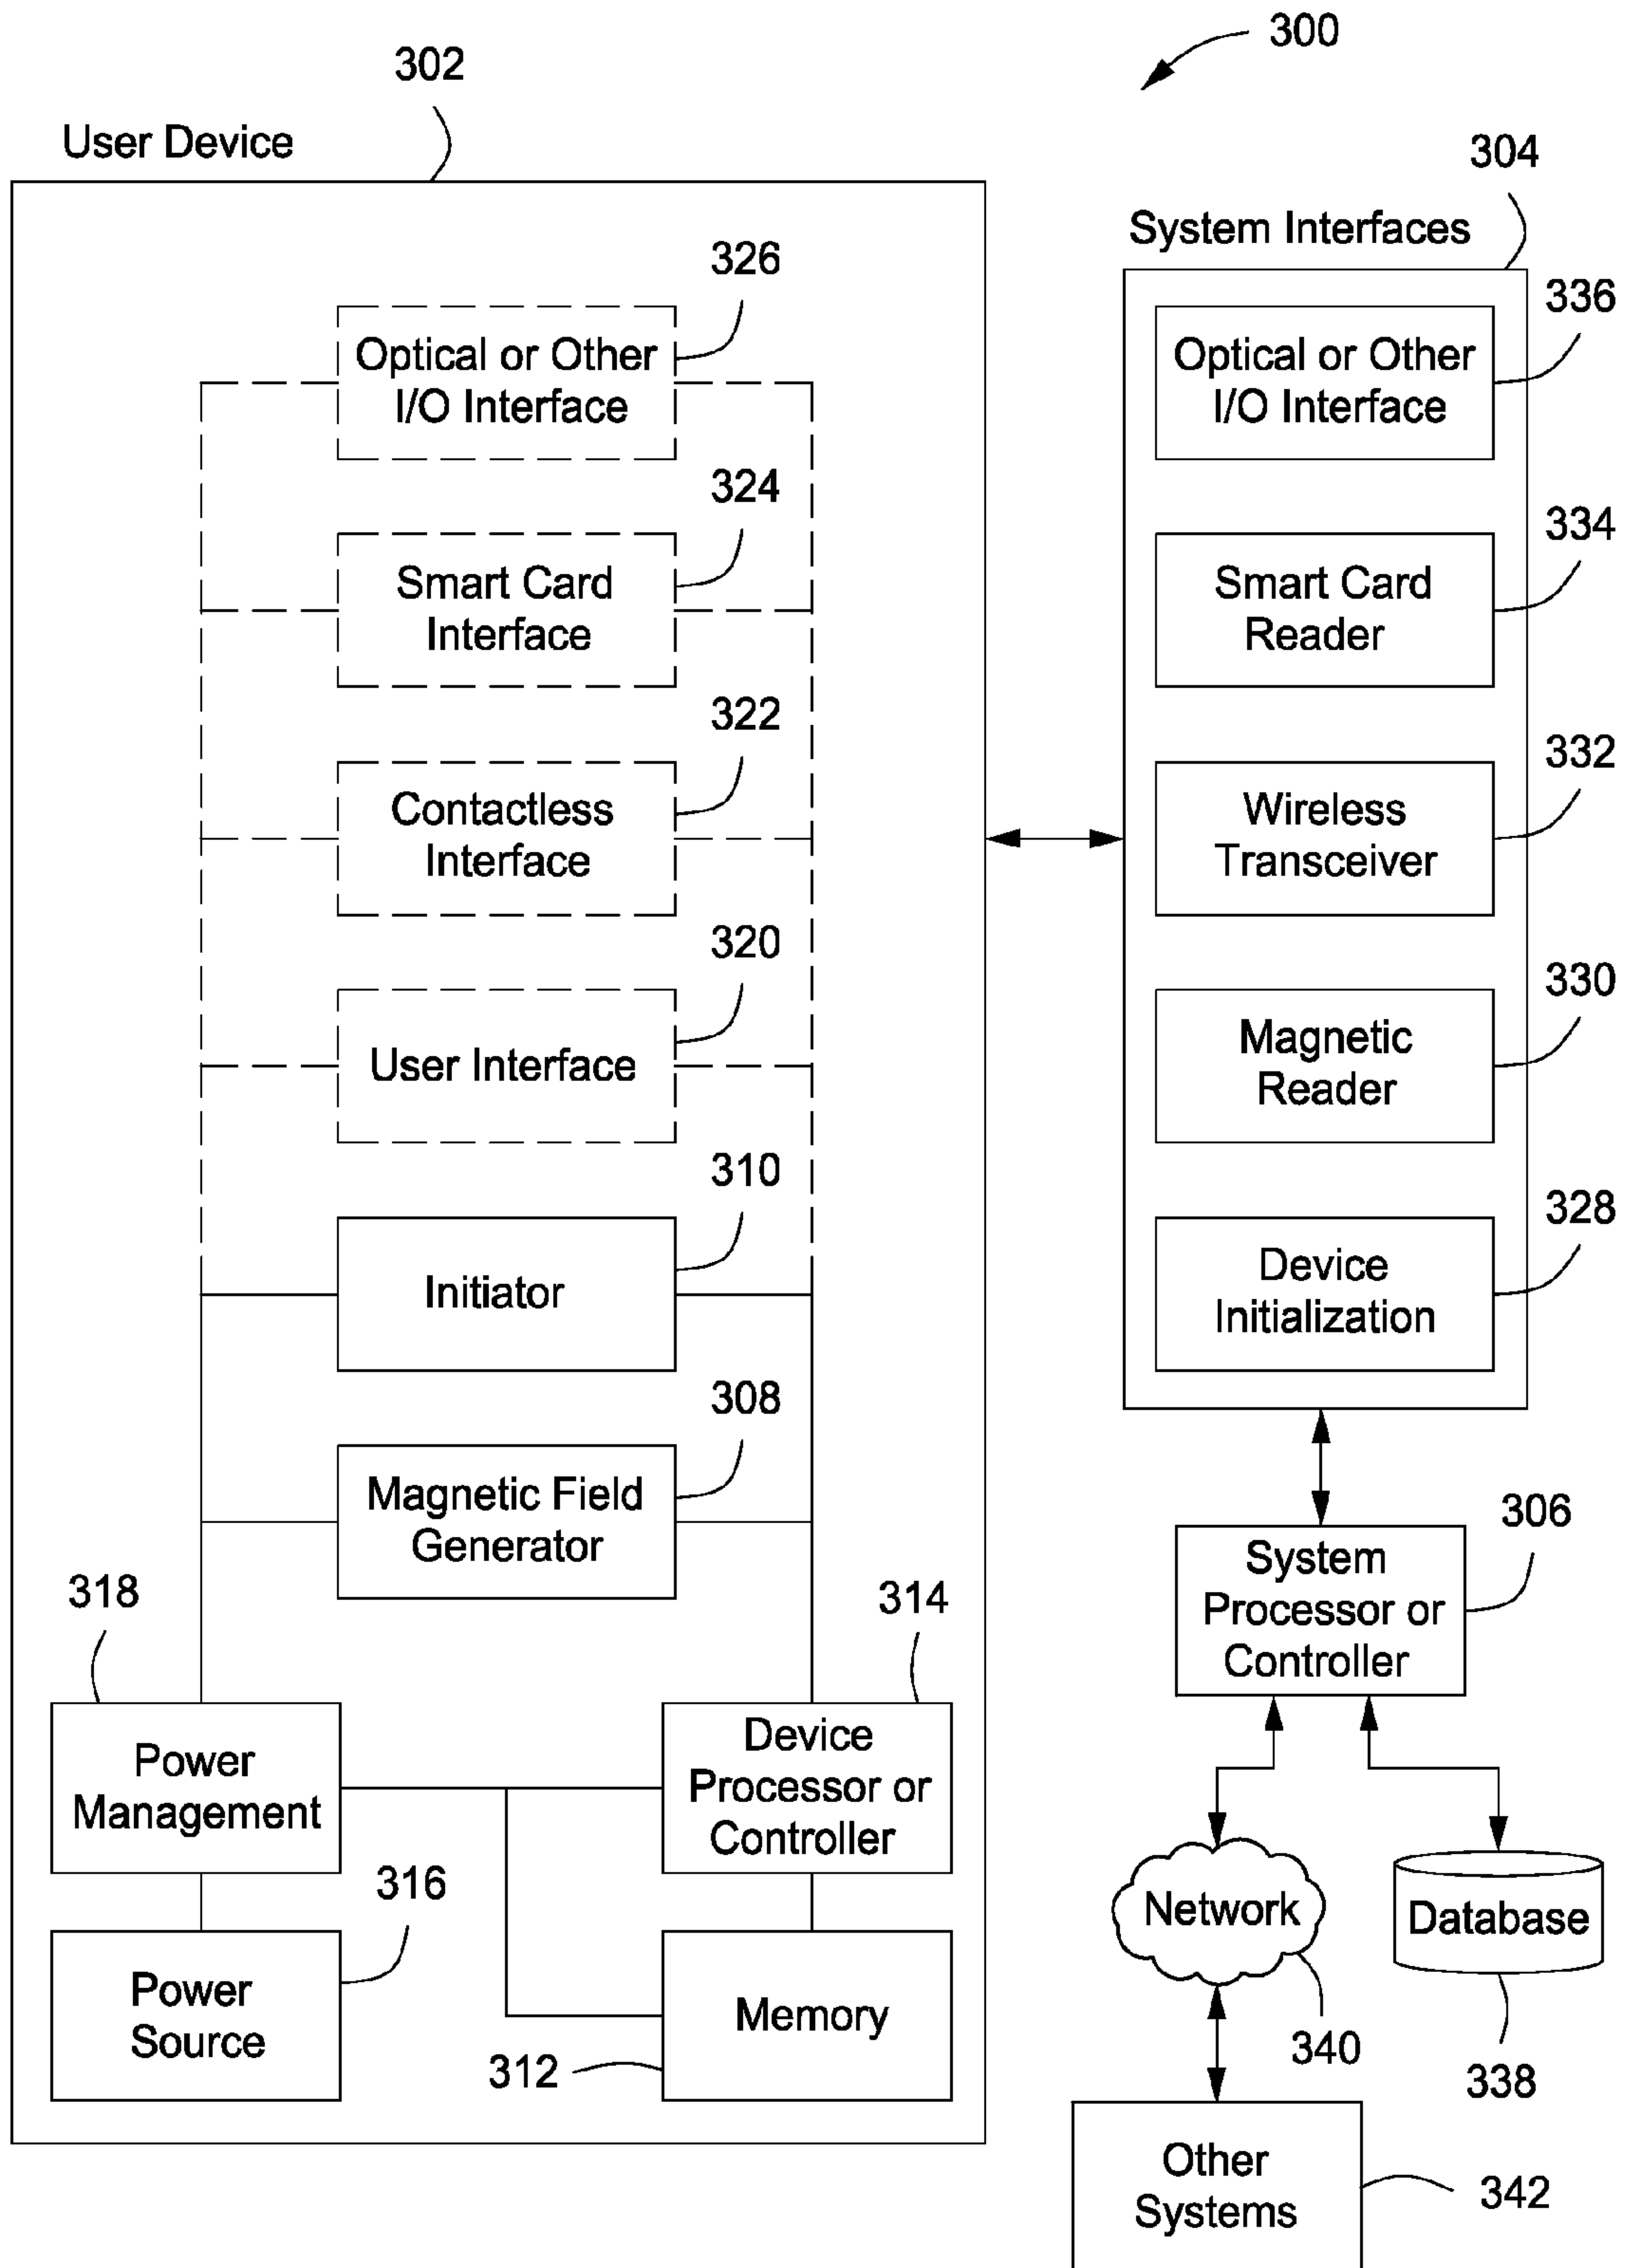 300
302
User Device
304
System Interfaces
326
Optical or Other
I/O Interface
324
Smart Card
Interface
322
Contactless
Interface
320
User Interface
310
Initiator
308
Magnetic Field
Generator
318
Power
Management
314
Device
Processor or
Controller
316
Power
Source
Memory
312
336
Optical or Other
I/O Interface
334
Smart Card
Reader
332
Wireless
Transceiver
330
Magnetic
Reader
328
Device
Initialization
306
System
Processor or
Controller
Network
340
Database
338
Other
Systems
342